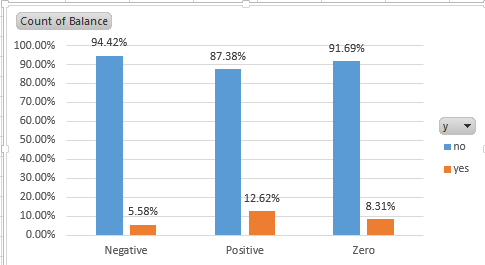 Count of Balance
100.00%
90.00%
80.00%
70.00%
60.00%
50.00%
40.00%
30.00%
20.00%
10.00%
0.00%
94.42%
5.58%
87.38%
12.62%
91.69%
8.31%
Negative
Positive
Zero
y
no
yes